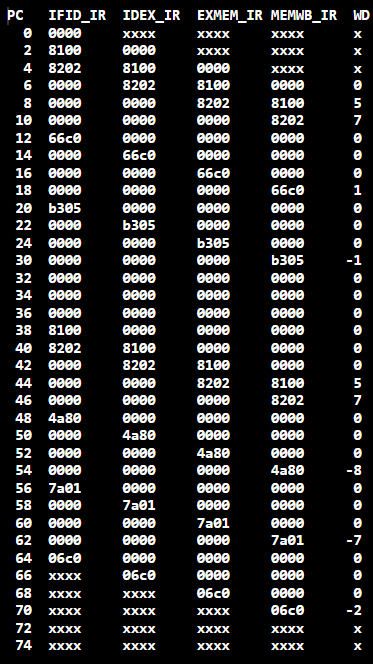 PC IFID_IR IDEX_IR EXMEM_IR MEMWB_IR WD
0 0000 xxxx xxxx xxxx x
2 8100 0000 xxxx xxxx x
4 8202 8100 0000 xxxx x
6 0000 8202 8100 0000 0
8 0000 0000 8202 8100 5
10 0000 0000 0000 8202 7
12 66c0 0000 0000 0000 0
14 0000 66c0 0000 0000 0
16 0000 0000 66c0 0000 0
18 0000 0000 0000 66c0 1
20 b305 0000 0000 0000 0
22 0000 b305 0000 0000 0
24 0000 0000 b305 0000 0
30 0000 0000 0000 b305 -1
32 0000 0000 0000 0000 0
34 0000 0000 0000 0000 0
36 0000 0000 0000 0000 0
38 8100 0000 0000 0000 0
40 8202 8100 0000 0000 0
42 0000 8202 8100 0000 0
44 0000 0000 8202 8100 5
46 0000 0000 0000 8202 7
48 4a80 0000 0000 0000 0
50 0000 4a80 0000 0000 0
52 0000 0000 4a80 0000 0
54 0000 0000 0000 4a80 -8
56 7a01 0000 0000 0000 0
58 0000 7a01 0000 0000 0
60 0000 0000 7a01 0000 0
62 0000 0000 0000 7a01 -7
64 06c0 0000 0000 0000 0
66 xxxx 06c0 0000 0000 0
68 xxxx xxxx 06c0 0000 0
70 xxxx xxxx xxxx 06c0 -2
72 xxxx xxxx xxxx xxxx x
74 xxxx xxxx xxxx xxxx x